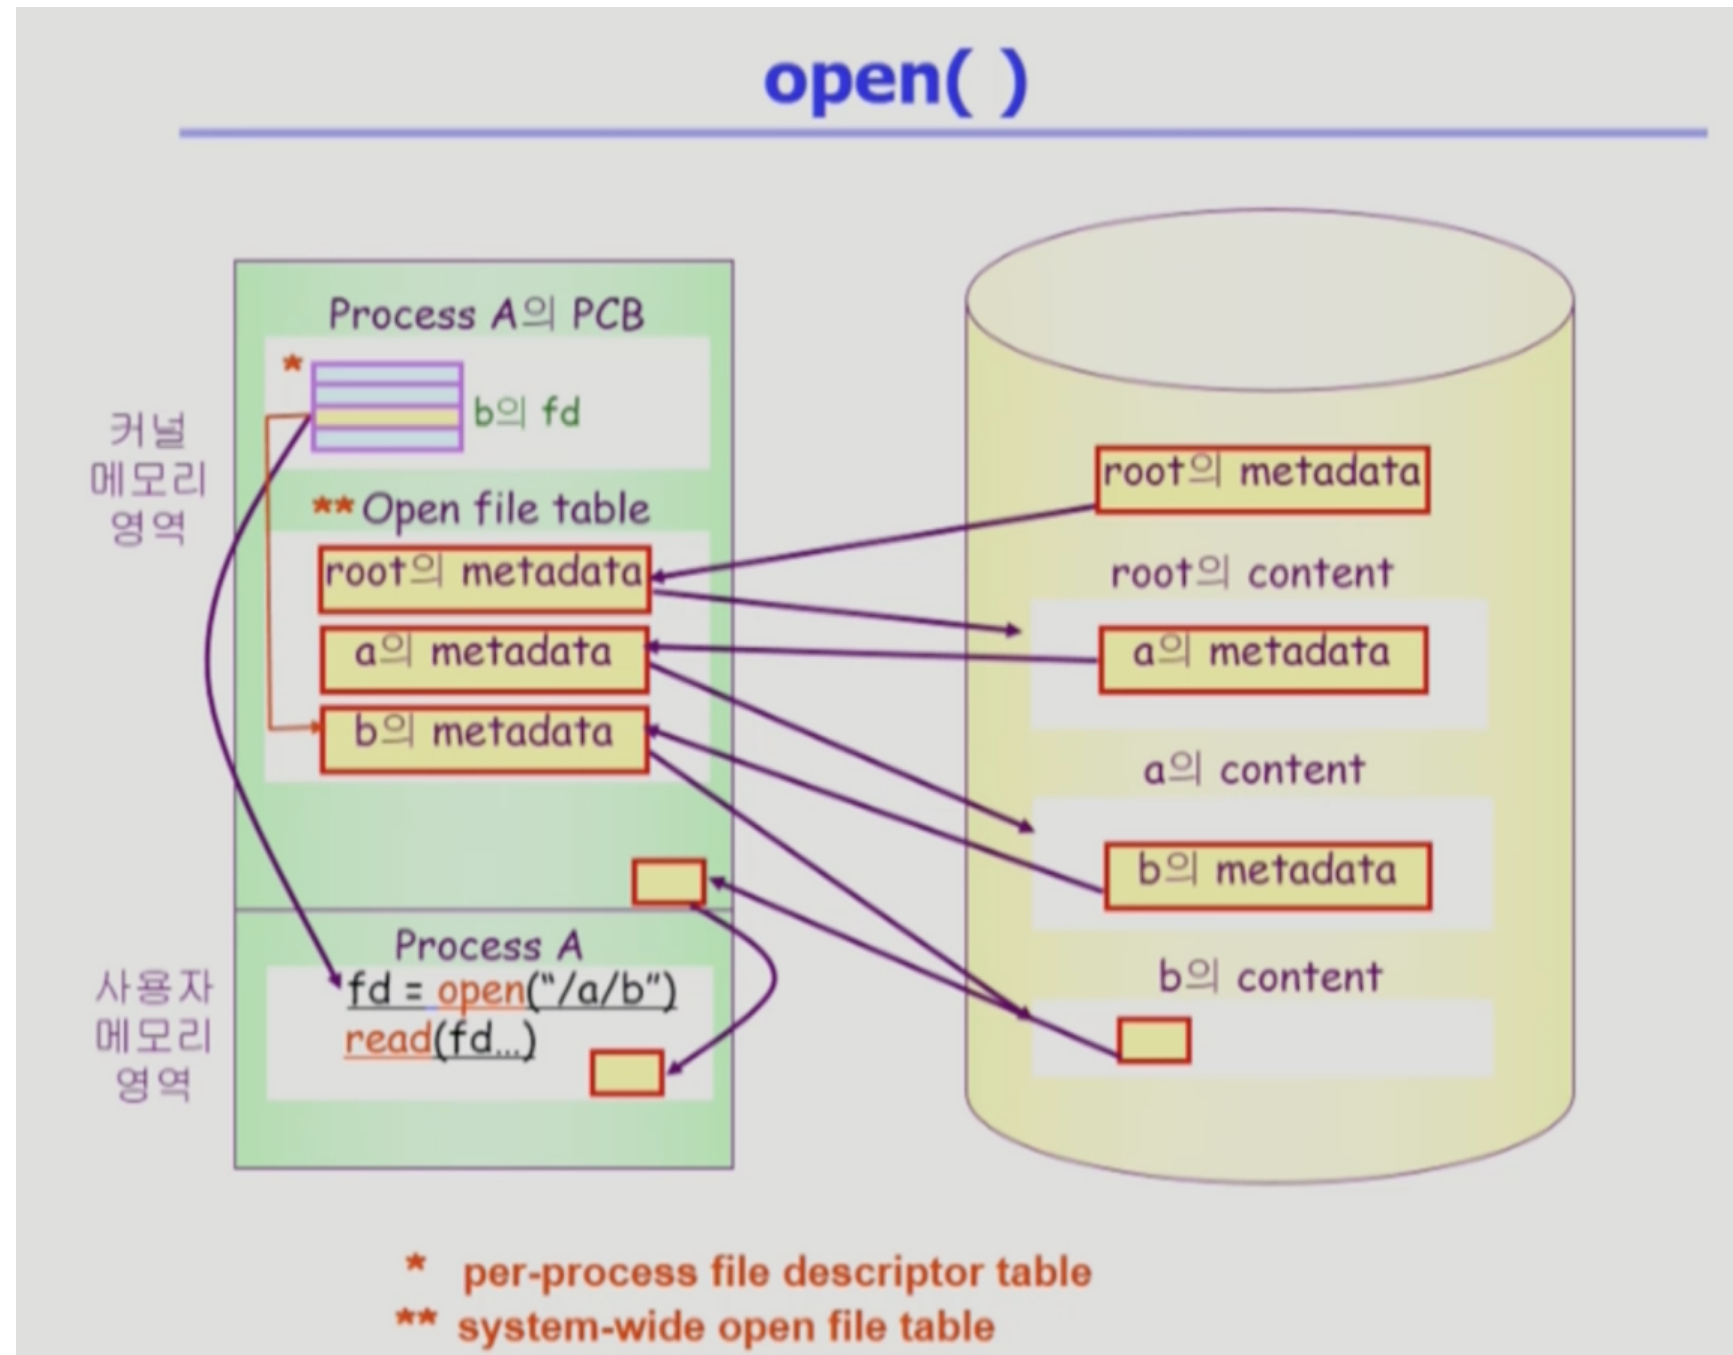 open( )
Process A의 PCB
*
b의 fd
커널
메모리
영역
** Open file table
root의 metadata
a의 metadata
b의 metadata
사용자
메모리
영역
Process A
fd = open(“/a/b”)
read(fd...)
root의 metadata
root의 content
a의 metadata
a의 content
b의 metadata
b의 content
* per-process file descriptor table
** system-wide open file table